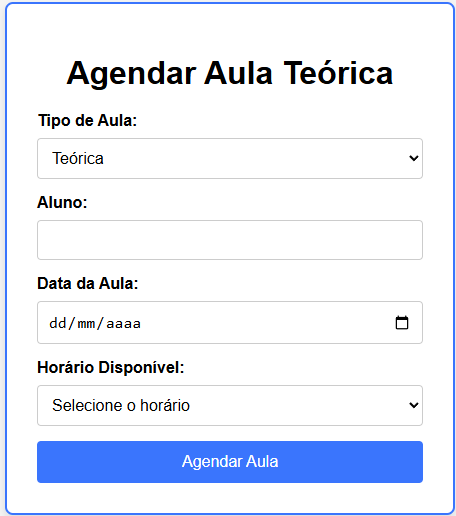 Agendar Aula Teórica
Tipo de Aula:
Teórica
Aluno:
Data da Aula:
dd/mm/aaaa
Horário Disponível:
Selecione o horário
Agendar Aula